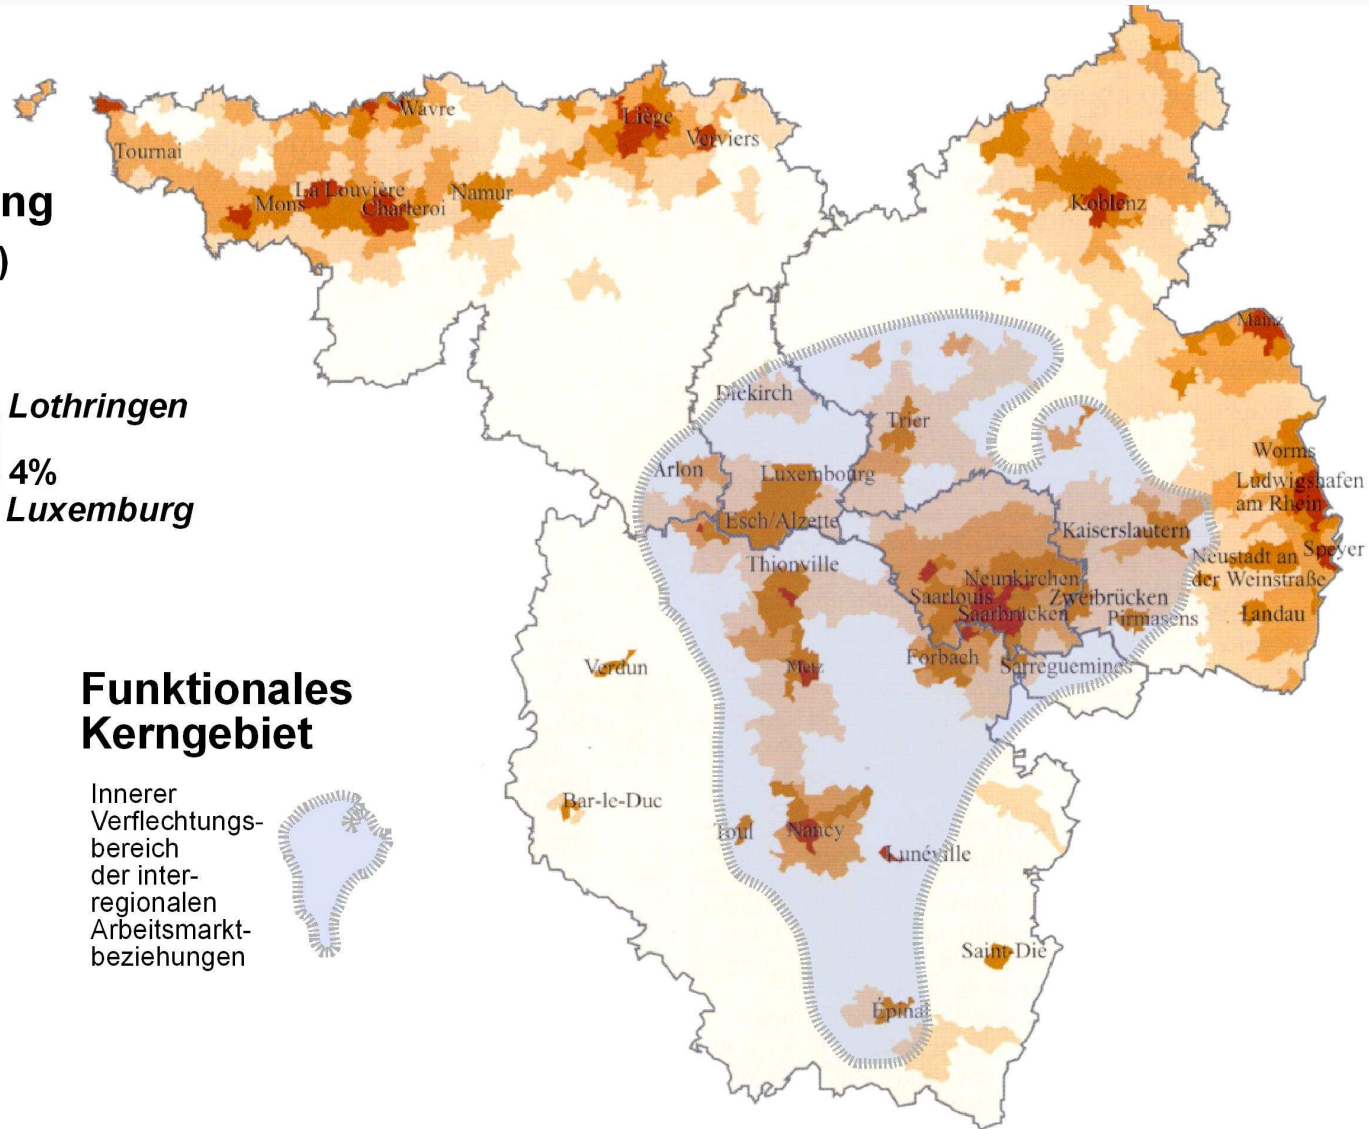 ng
)
Lothringen
4%
Luxemburg
Funktionales
Kerngebiet
Innerer
Verflechtungs-
bereich
der inter-
regionalen
Arbeitsmarkt-
beziehungen
Wavre
Liège
Verviers
Tournai
La Louvière
Namur
Mons
Charleroi
Koblenz
Mainz
Diekirch
Trier
Worms
Arlon
Luxembourg
Ludwigshafen
am Rhein
Esch/Alzette
Kaiserslautern
Speyer
Neustadt an
der Weinstraße
Thionville
Neunkirchen
Saarlouis
Zweibrücken
Saarbrücken
Pirmasens
Landau
Verdun
Metz
Forbach
Sarreguemines
Bar-le-Duc
Toul
Nancy
Lunéville
Saint-Dié
Épinal